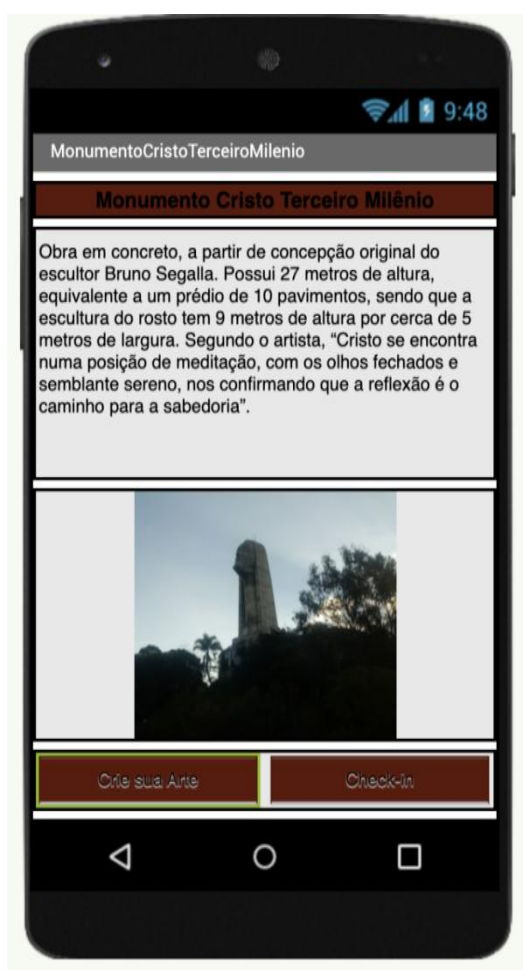 9:48
MonumentoCristoTerceiroMilenio
Monumento Cristo Terceiro Milênio
Obra em concreto, a partir de concepção original do
escultor Bruno Segalla. Possui 27 metros de altura,
equivalente a um prédio de 10 pavimentos, sendo que a
escultura do rosto tem 9 metros de altura por cerca de 5
metros de largura. Segundo o artista, “Cristo se encontra
numa posição de meditação, com os olhos fechados e
semblante sereno, nos confirmando que a reflexão é o
caminho para a sabedoria”.
Crie sua Arte
Check-in